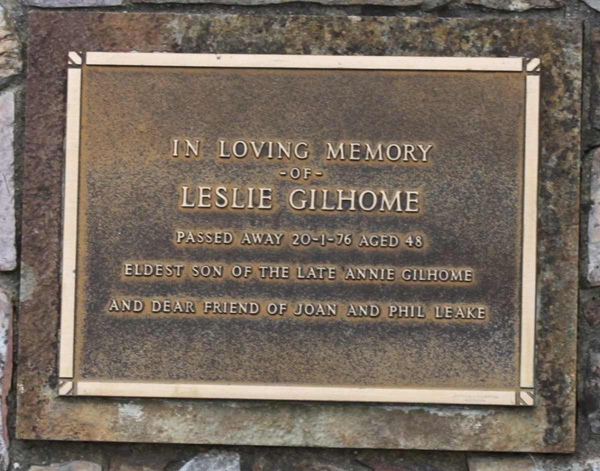 IN LOVING MEMORY
-OF-
LESLIE GILHOME
PASSED AWAY 20-1-76 AGED 48
ELDEST SON OF THE LATE ANNIE GILHOME
AND DEAR FRIEND OF JOAN AND PHIL LEAKE